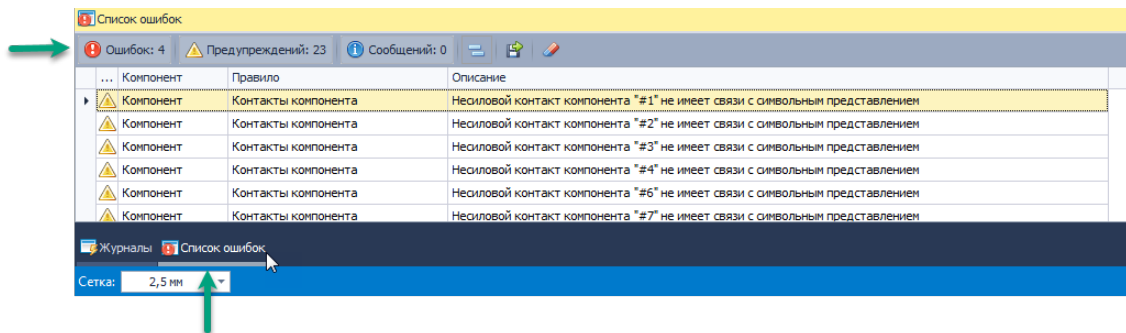 Список ошибок
Ошибок: 4 Предупреждений: 23 Сообщений: 0
... Компонент Правило Описание
Компонент Контакты компонента Несиловой контакт компонента "#1" не имеет связи с символьным представлением
Компонент Контакты компонента Несиловой контакт компонента "#2" не имеет связи с символьным представлением
Компонент Контакты компонента Несиловой контакт компонента "#3" не имеет связи с символьным представлением
Компонент Контакты компонента Несиловой контакт компонента "#4" не имеет связи с символьным представлением
Компонент Контакты компонента Несиловой контакт компонента "#6" не имеет связи с символьным представлением
Компонент Контакты компонента Несиловой контакт компонента "#7" не имеет связи с символьным представлением
Журналы Список ошибок
Сетка: 2,5 мм